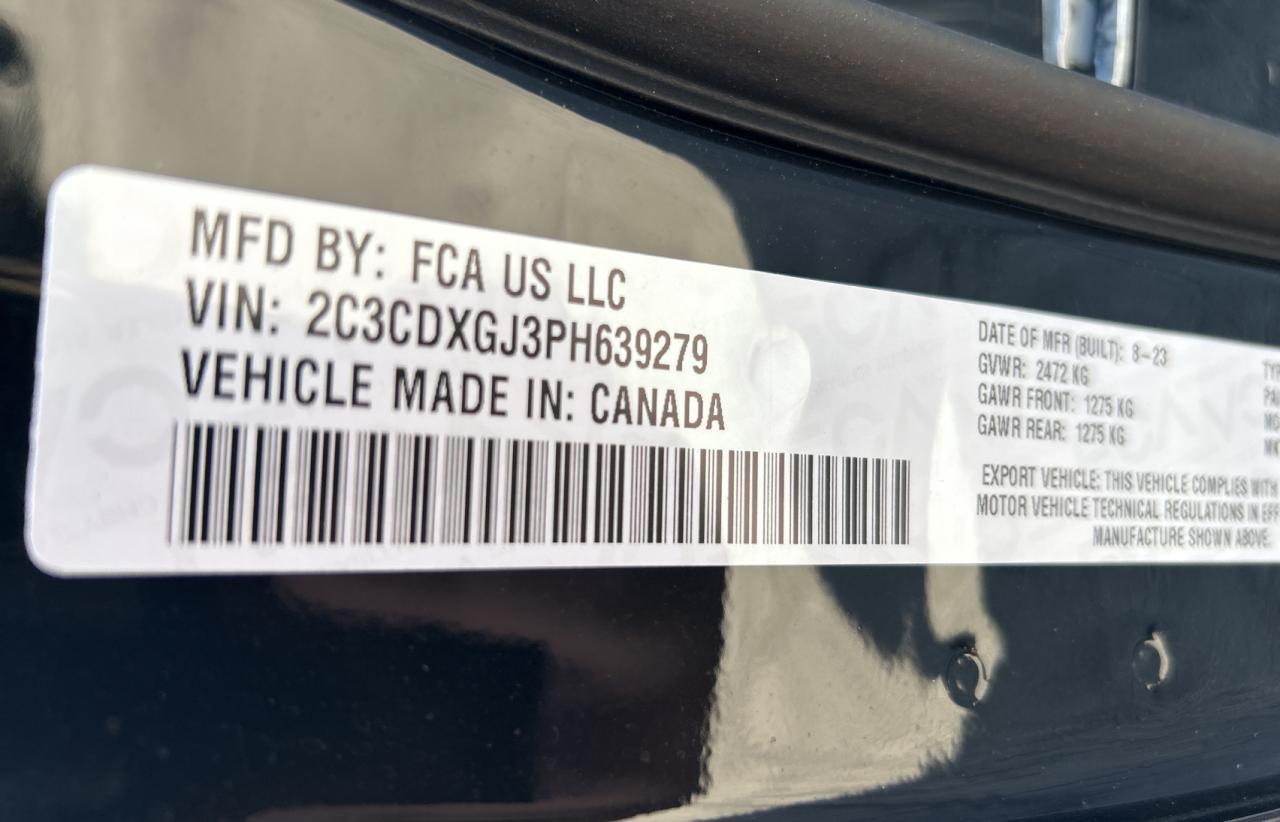 MFD BY: FCA US LLC
VIN: 2C3CDXGJ3PH639279
VEHICLE MADE IN: CANADA
DATE OF MFR (BUILT): 8-23
GVWR: 2472 KG
GAWR FRONT: 1275 KG
GAWR REAR: 1275 KG
EXPORT VEHICLE: THIS VEHICLE COMPLIES WITH
MOTOR VEHICLE TECHNICAL REGULATIONS IN EFF
MANUFACTURE SHOWN ABOVE.